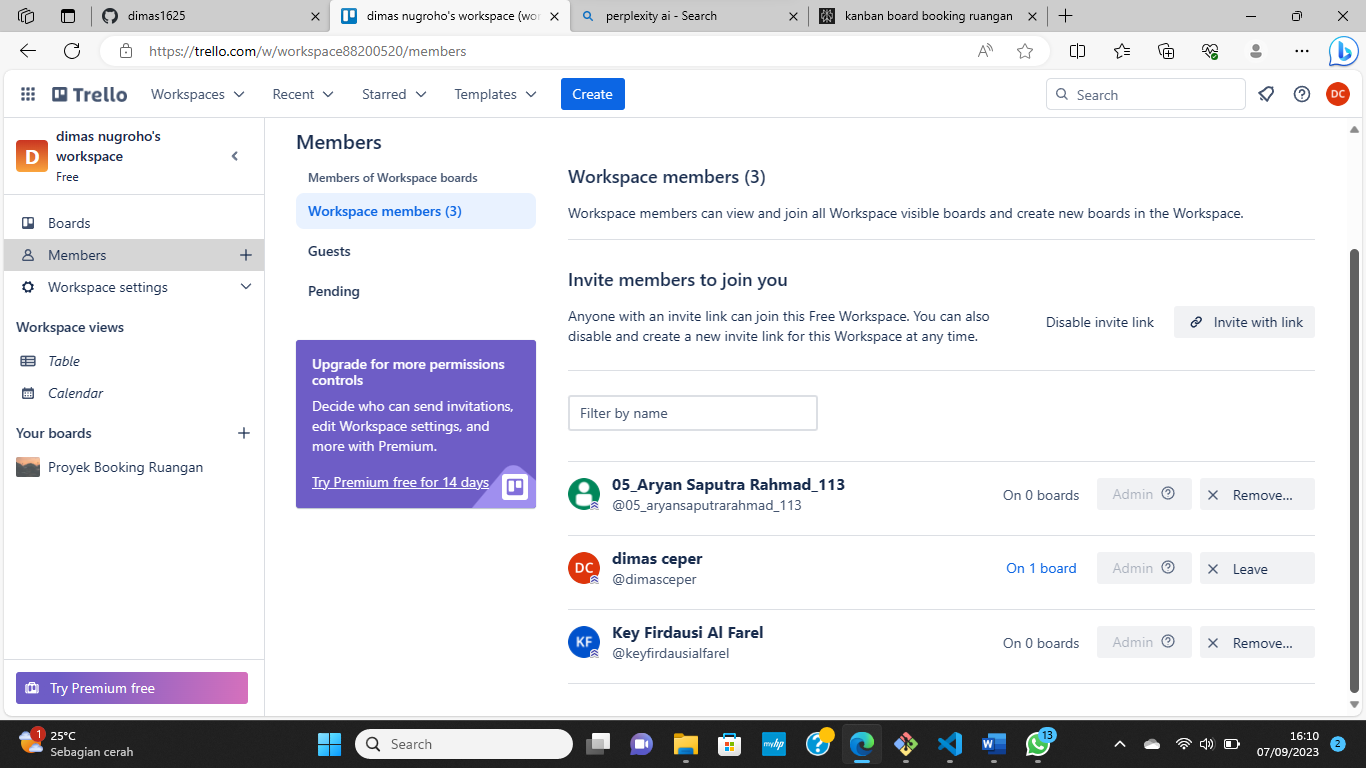 dimas1625
dimas nugroho's workspace (wor
perplexity ai - Search
kanban board booking ruangan
https://trello.com/w/workspace88200520/members
Trello
Workspaces
Recent
Starred
Templates
Create
Search
DC
D
dimas nugroho's
workspace
Free
Boards
Members
Workspace settings
Workspace views
Table
Calendar
Your boards
Proyek Booking Ruangan
Try Premium free
Members
Members of Workspace boards
Workspace members (3)
Guests
Pending
Upgrade for more permissions
controls
Decide who can send invitations,
edit Workspace settings, and
more with Premium.
Try Premium free for 14 days
Workspace members (3)
Workspace members can view and join all Workspace visible boards and create new boards in the Workspace.
Invite members to join you
Anyone with an invite link can join this Free Workspace. You can also
disable and create a new invite link for this Workspace at any time.
Disable invite link
Invite with link
Filter by name
05_Aryan Saputra Rahmad_113
@05_aryansaputrarahmad_113
On 0 boards
Admin
Remove...
DC
dimas ceper
@dimasceper
On 1 board
Admin
Leave
KF
Key Firdausi Al Farel
@keyfirdausialfarel
On 0 boards
Admin
Remove...
1
25°C
Sebagian cerah
Search
myhp
13
16:10
07/09/2023
2